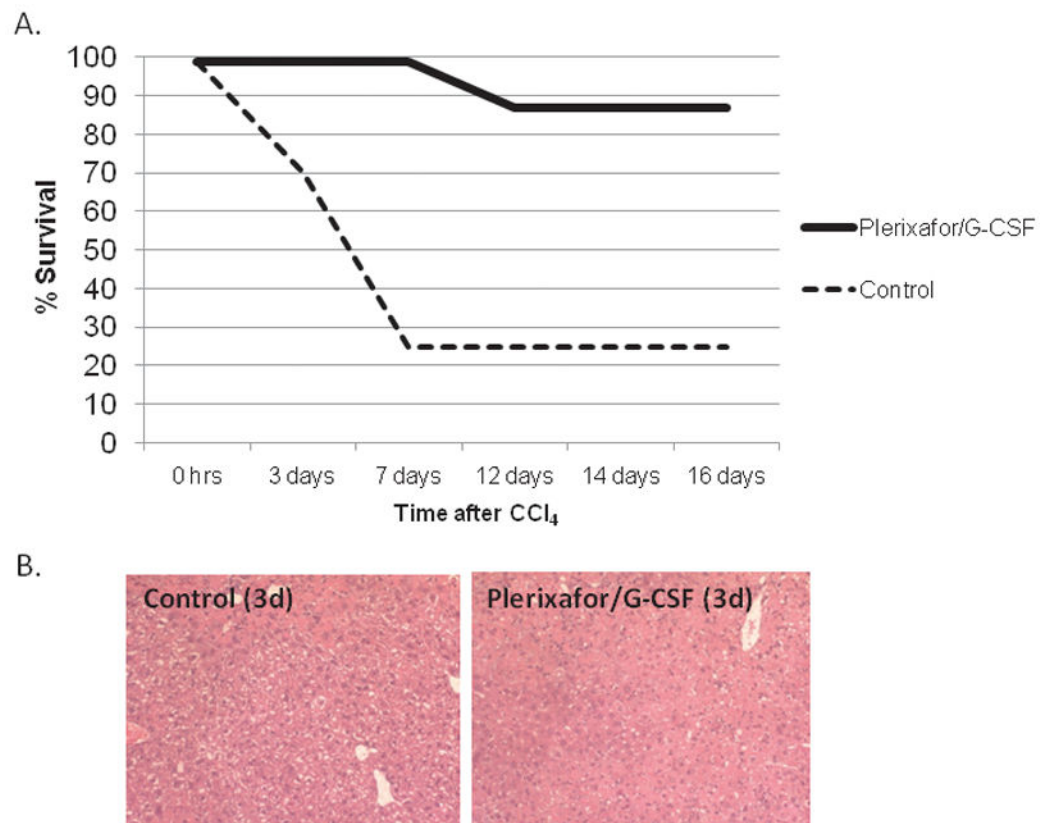 A.
100
90
80
70
60
50
40
30
20
10
0
% Survival
0 hrs 3 days 7 days 12 days 14 days 16 days
Time after CCl₄
Plerixafor/G-CSF
Control
B.
Control (3d)
Plerixafor/G-CSF (3d)